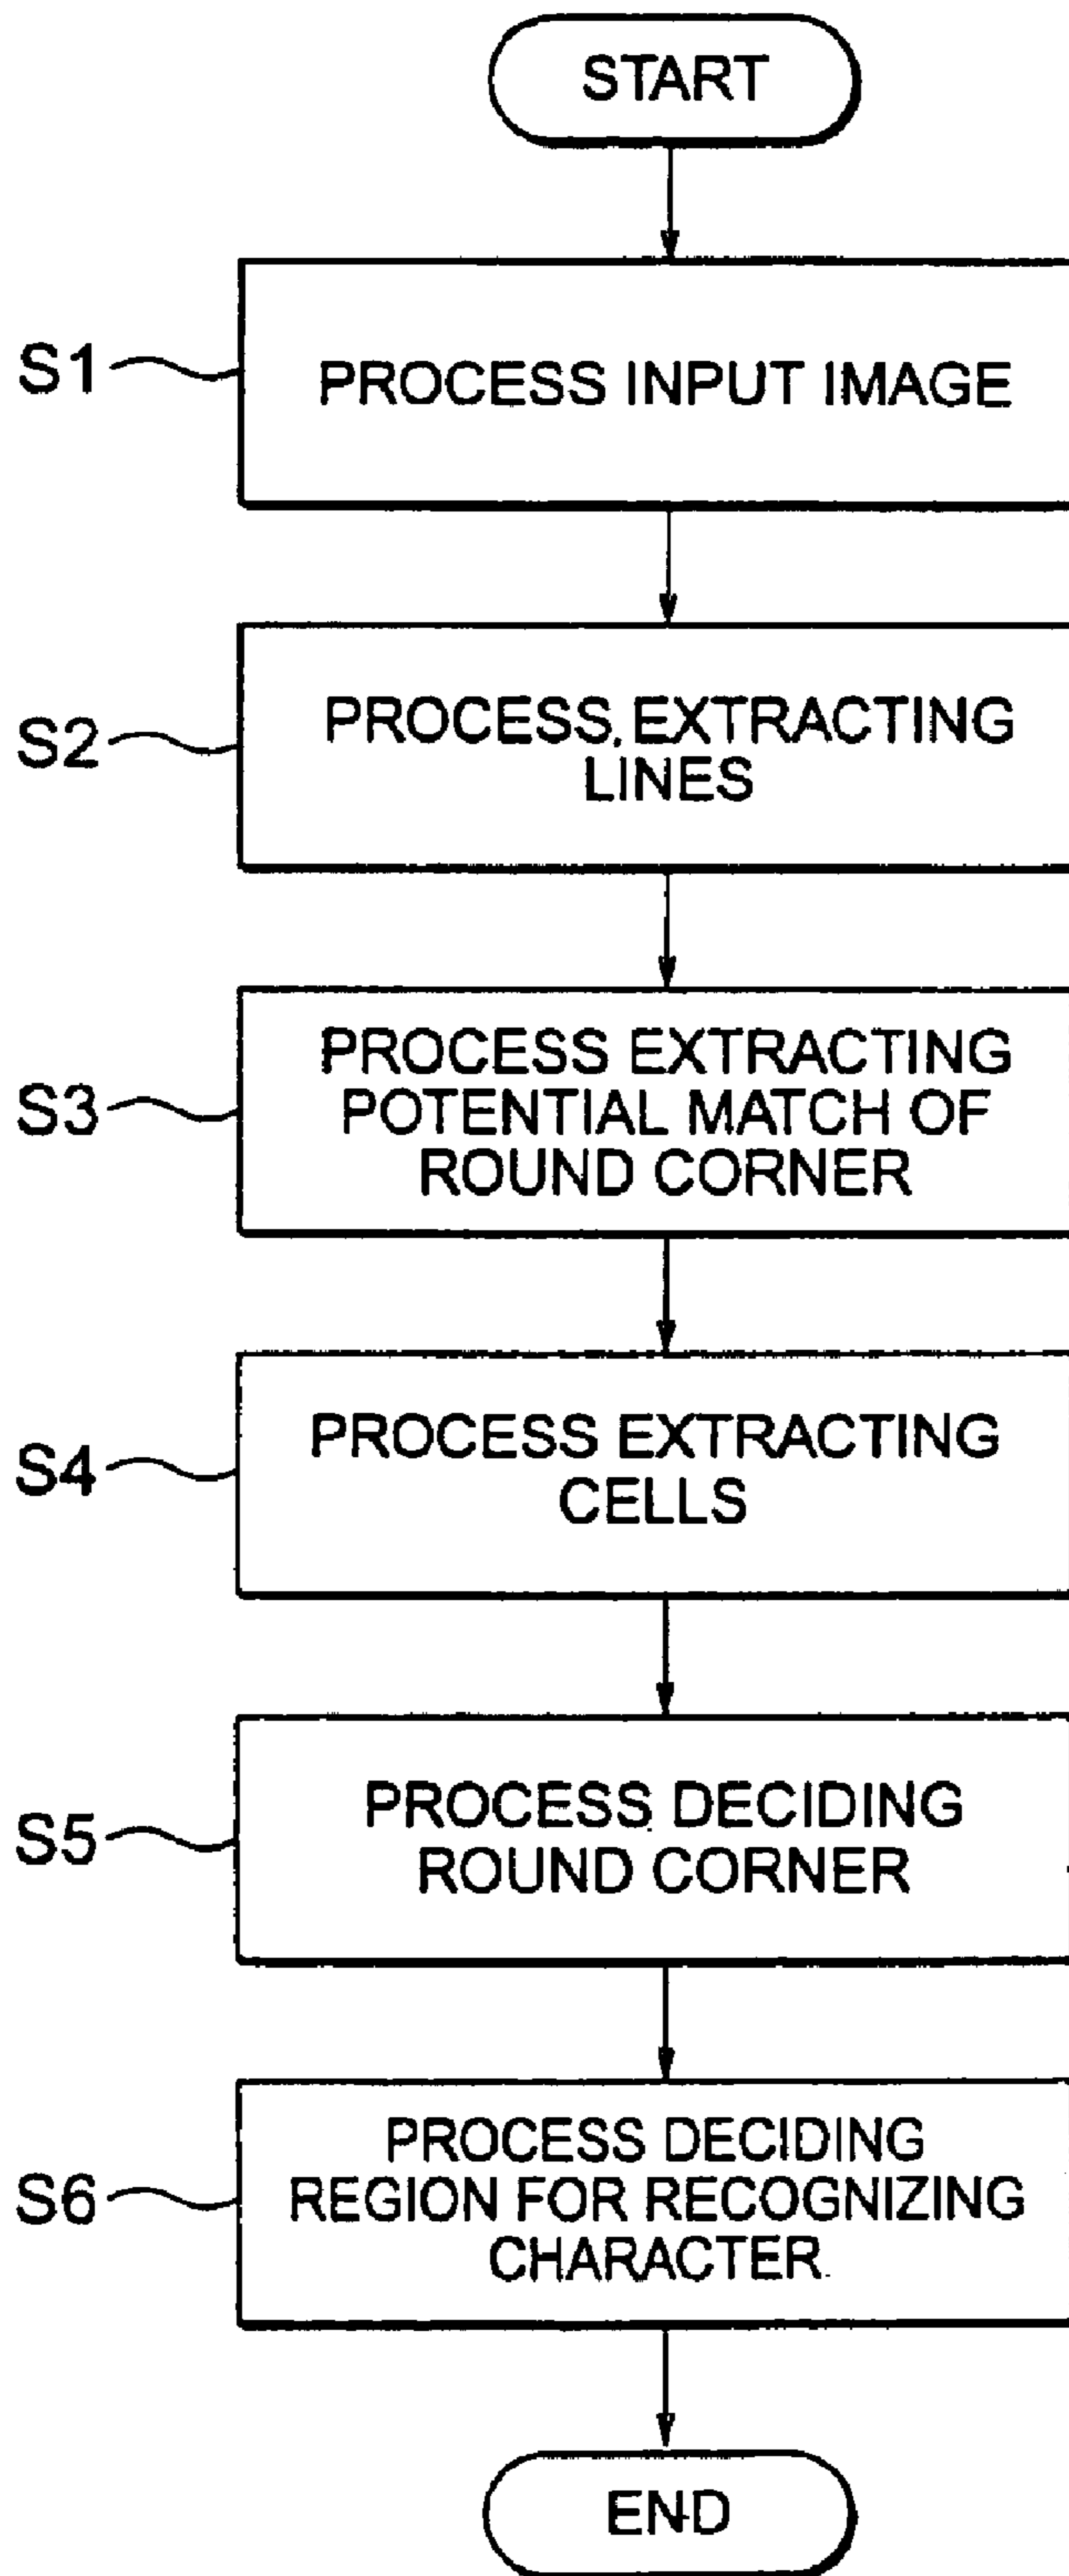 START
S1
PROCESS INPUT IMAGE
S2
PROCESS EXTRACTING
LINES
S3
PROCESS EXTRACTING
POTENTIAL MATCH OF
ROUND CORNER
S4
PROCESS EXTRACTING
CELLS
S5
PROCESS DECIDING
ROUND CORNER
S6
PROCESS DECIDING
REGION FOR RECOGNIZING
CHARACTER
END